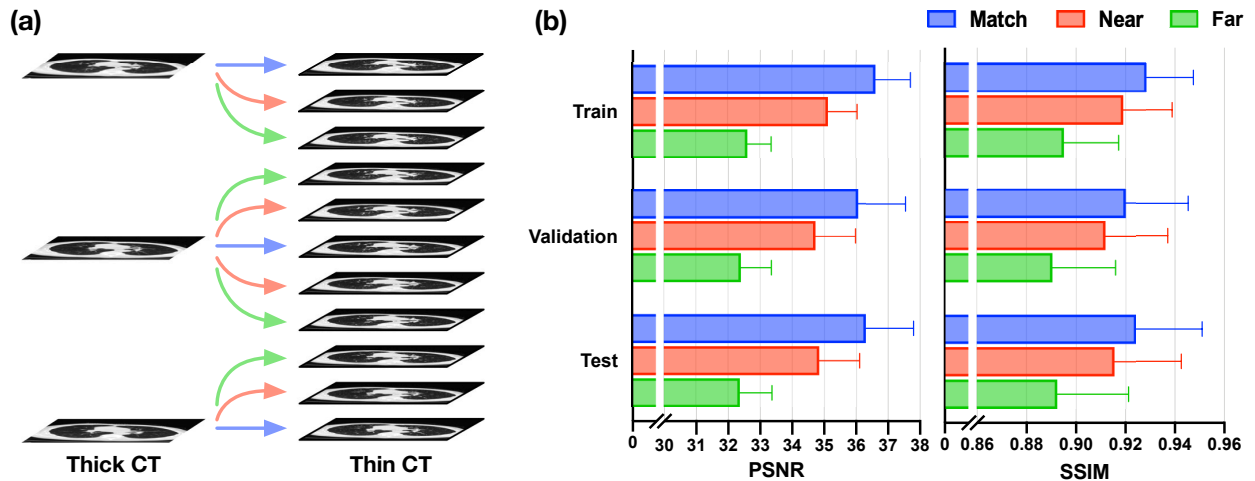 (a)
Thick CT
Thin CT
(b)
Match Near Far
Train
Validation
Test
0 30 31 32 33 34 35 36 37 38
PSNR
0 0.86 0.88 0.90 0.92 0.94 0.96
SSIM